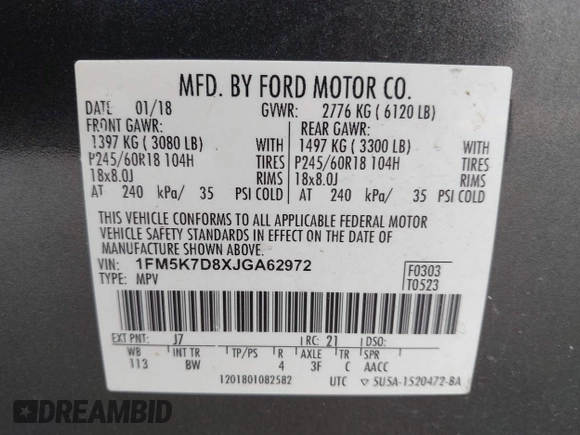 MFD. BY FORD MOTOR CO.
DATE 01/18 GVWR: 2776 KG ( 6120 LB)
FRONT GAWR: REAR GAWR:
1397 KG ( 3080 LB) WITH 1497 KG ( 3300 LB) WITH
P245/60R18 104H TIRES P245/60R18 104H TIRES
18x8.0J RIMS 18x8.0J RIMS
AT 240 kPa/ 35 PSI COLD AT 240 kPa/ 35 PSI COLD
THIS VEHICLE CONFORMS TO ALL APPLICABLE FEDERAL MOTOR
VEHICLE SAFETY STANDARDS IN EFFECT ON THE DATE OF
MANUFACTURE SHOWN ABOVE.
VIN: 1FM5K7D8XJGA62972 F0303
TYPE: MPV T0523
EXT PNT: J7 RC: 21 DSO:
WB INT TR TP/PS R AXLE TR SPR
113 BW 4 3F C AACC
1201801082582 UTC 5U5A-1520472-BA
DREAMBID